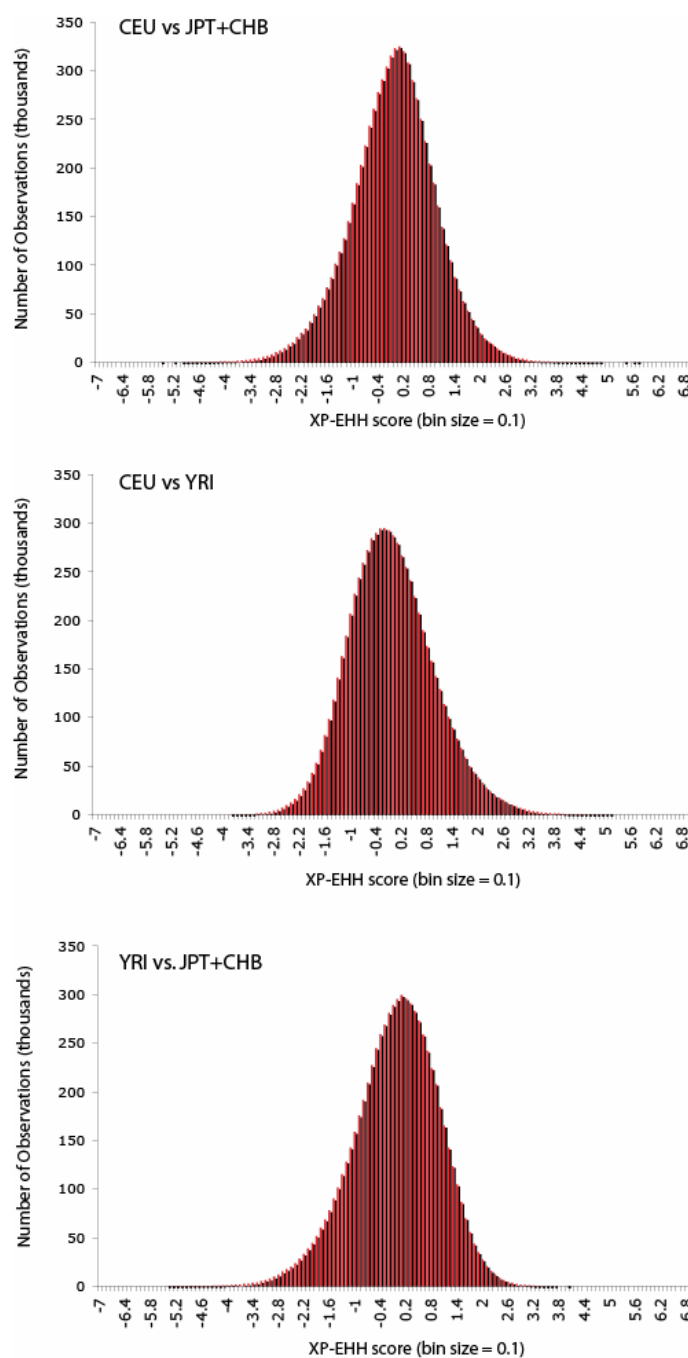 CEU vs JPT+CHB
Number of Observations (thousands)
350
300
250
200
150
100
50
0
-7 -6.4 -5.8 -5.2 -4.6 -4 -3.4 -2.8 -2.2 -1.6 -1 -0.4 0.2 0.8 1.4 2 2.6 3.2 3.8 4.4 5 5.6 6.2 6.8
XP-EHH score (bin size = 0.1)
CEU vs YRI
Number of Observations (thousands)
350
300
250
200
150
100
50
0
-7 -6.4 -5.8 -5.2 -4.6 -4 -3.4 -2.8 -2.2 -1.6 -1 -0.4 0.2 0.8 1.4 2 2.6 3.2 3.8 4.4 5 5.6 6.2 6.8
XP-EHH score (bin size = 0.1)
YRI vs. JPT+CHB
Number of Observations (thousands)
350
300
250
200
150
100
50
0
-7 -6.4 -5.8 -5.2 -4.6 -4 -3.4 -2.8 -2.2 -1.6 -1 -0.4 0.2 0.8 1.4 2 2.6 3.2 3.8 4.4 5 5.6 6.2 6.8
XP-EHH score (bin size = 0.1)